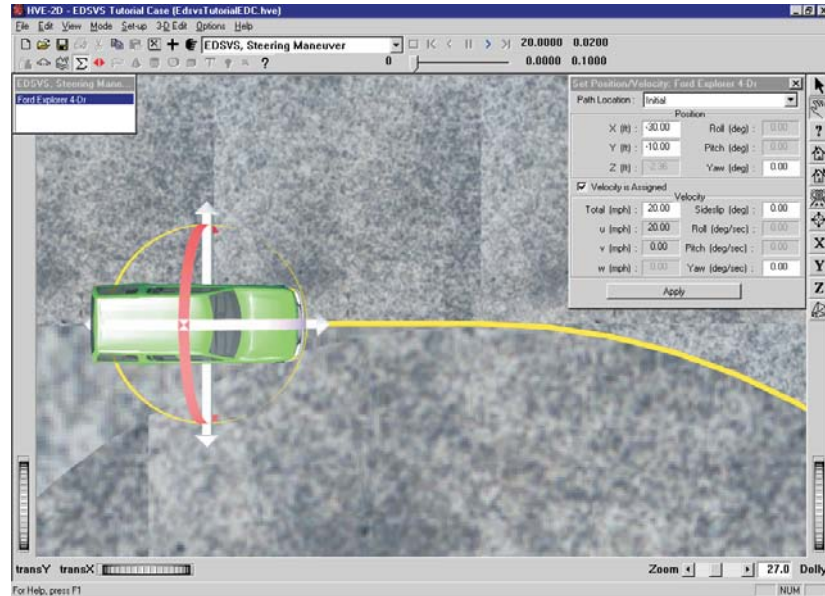 HVE-2D - EDSVS Tutorial Case (EdsvsTutorialEDC.hve)
File Edit View Mode Set-up 3-D Edit Options Help
EDSVS, Steering Maneuver 20.0000 0.0200
0 0.0000 0.1000
EDSVS, Steering Mane...
Ford Explorer 4-Dr
Set Position/Velocity: Ford Explorer 4-Dr
Path Location : Initial
Position
X (ft) : -30.00 Roll (deg) : 0.00
Y (ft) : -10.00 Pitch (deg) : 0.00
Z (ft) : -2.36 Yaw (deg) : 0.00
Velocity is Assigned
Velocity
Total (mph) : 20.00 Sideslip (deg) : 0.00
u (mph) : 20.00 Roll (deg/sec) : 0.00
v (mph) : 0.00 Pitch (deg/sec) : 0.00
w (mph) : 0.00 Yaw (deg/sec) : 0.00
Apply
X
Y
Z
transY transX Zoom 27.0 Dolly
For Help, press F1 NUM